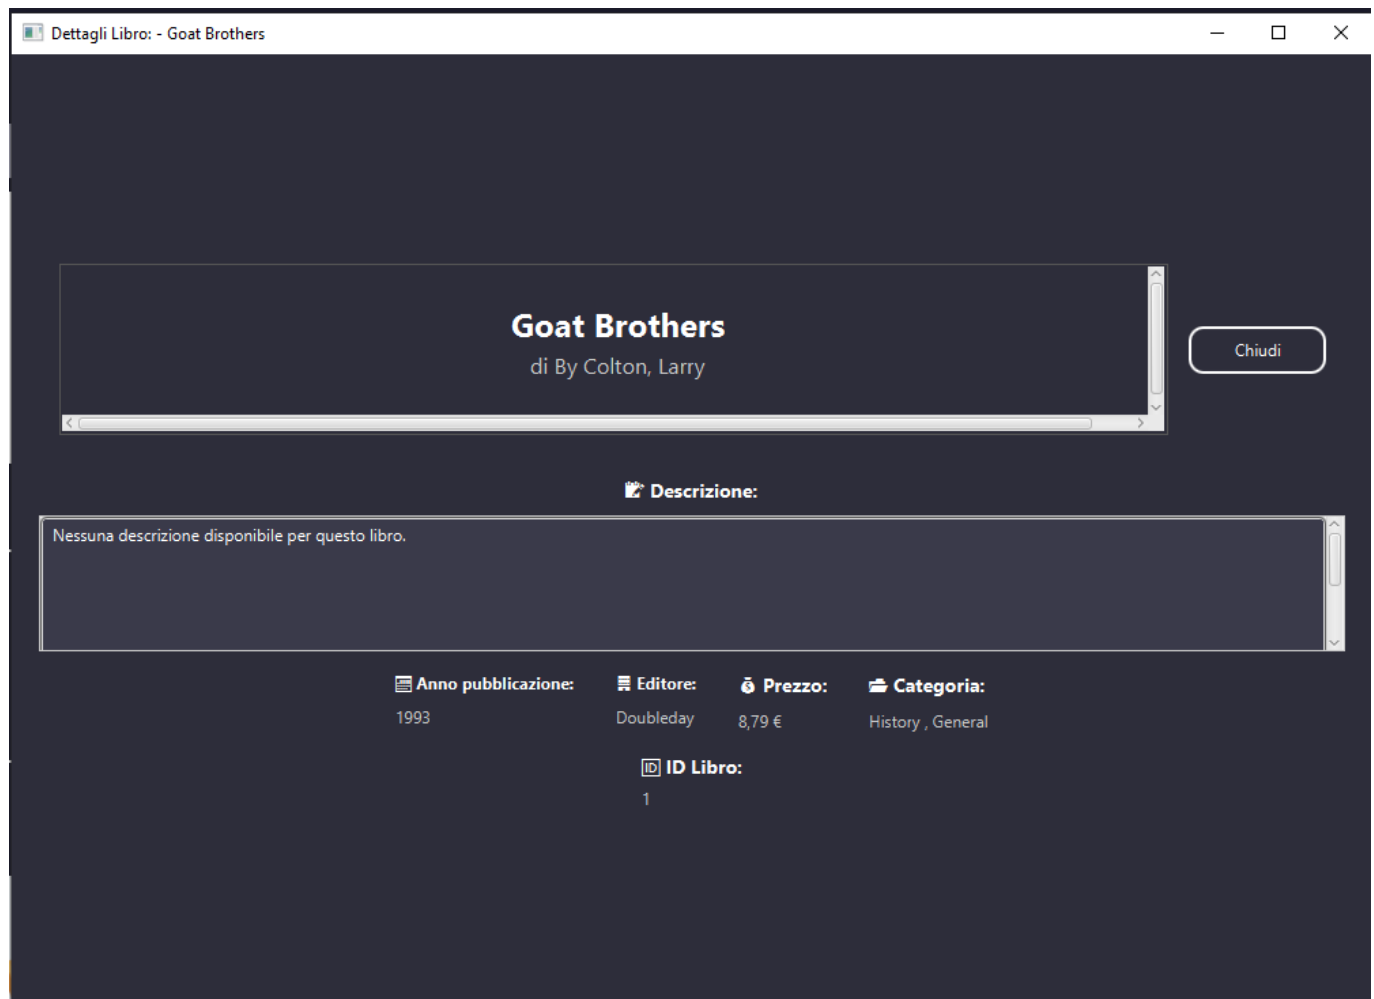 Dettagli Libro: - Goat Brothers
Goat Brothers
di By Colton, Larry
Chiudi
Descrizione:
Nessuna descrizione disponibile per questo libro.
Anno pubblicazione: Editore: Prezzo: Categoria:
1993 Doubleday 8,79 € History , General
ID ID Libro:
1